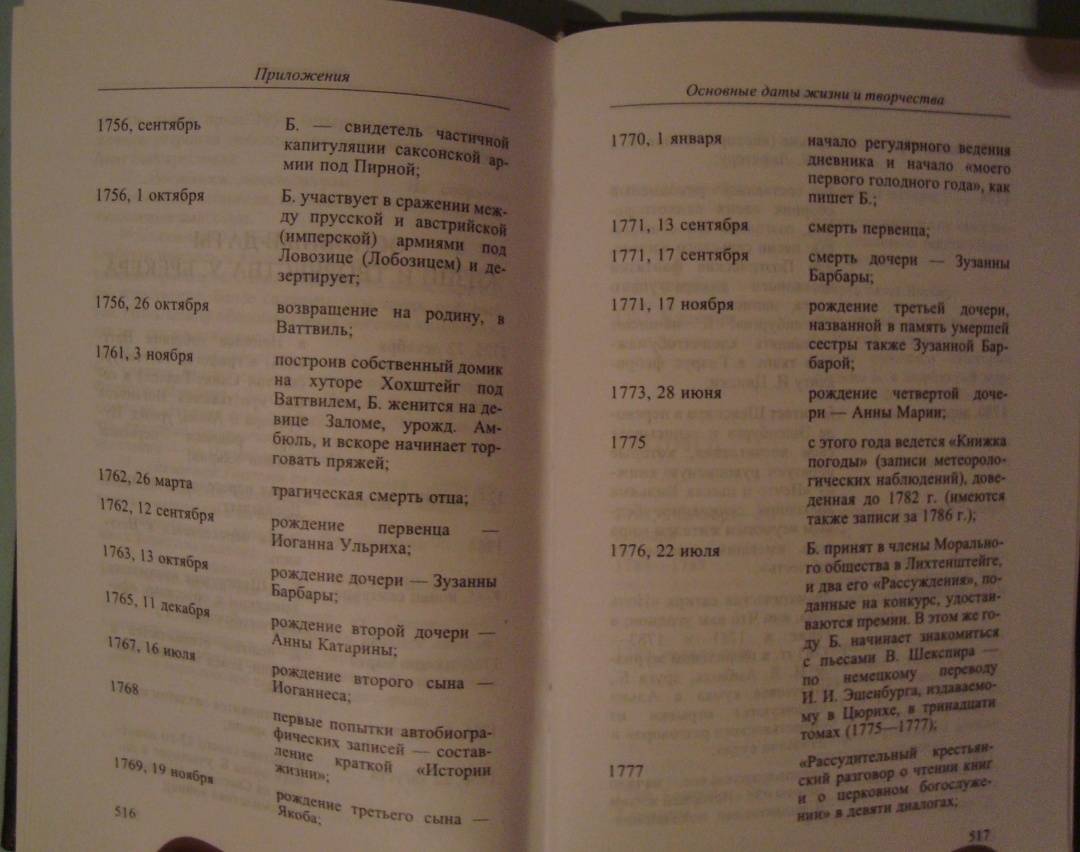 Приложения
1756, сентябрь Б. — свидетель частичной
капитуляции саксонской ар-
мии под Пирной;
1756, 1 октября Б. участвует в сражении меж-
ду прусской и австрийской
(имперской) армиями под
Ловозице (Лобозицем) и де-
зертирует;
1756, 26 октября возвращение на родину, в
Ваттвиль;
1761, 3 ноября построив собственный домик
на хуторе Хохштейг под
Ваттвилем, Б. женится на де-
вице Заломе, урожд. Ам-
бюль, и вскоре начинает тор-
говать пряжей;
1762, 26 марта трагическая смерть отца;
1762, 12 сентября рождение первенца —
Иоганна Ульриха;
1763, 13 октября рождение дочери — Зузанны
Барбары;
1765, 11 декабря рождение второй дочери —
Анны Катарины;
1767, 16 июля рождение второго сына —
Иоганнеса;
1768 первые попытки автобиогра-
фических записей — состав-
ление краткой «Истории
жизни»;
1769, 19 ноября рождение третьего сына —
Якоба;
516
Основные даты жизни и творчества
1770, 1 января начало регулярного ведения
дневника и начало «моего
первого голодного года», как
пишет Б.;
1771, 13 сентября смерть первенца;
1771, 17 сентября смерть дочери — Зузанны
Барбары;
1771, 17 ноября рождение третьей дочери,
названной в память умершей
сестры также Зузанной Бар-
барой;
1773, 28 июня рождение четвертой доче-
ри — Анны Марии;
1775 с этого года ведется «Книжка
погоды» (записи метеороло-
гических наблюдений), дове-
денная до 1782 г. (имеются
также записи за 1786 г.);
1776, 22 июля Б. принят в члены Морально-
го общества в Лихтенштейге,
и два его «Рассуждения», по-
данные на конкурс, удостаи-
ваются премии. В этом же го-
ду Б. начинает знакомиться
с пьесами В. Шекспира —
по немецкому переводу
И. И. Эшенбурга, издаваемо-
му в Цюрихе, в тринадцати
томах (1775—1777);
1777 «Рассудительный крестьян-
ский разговор о чтении книг
и о церковном богослуже-
нии» в девяти диалогах;
517